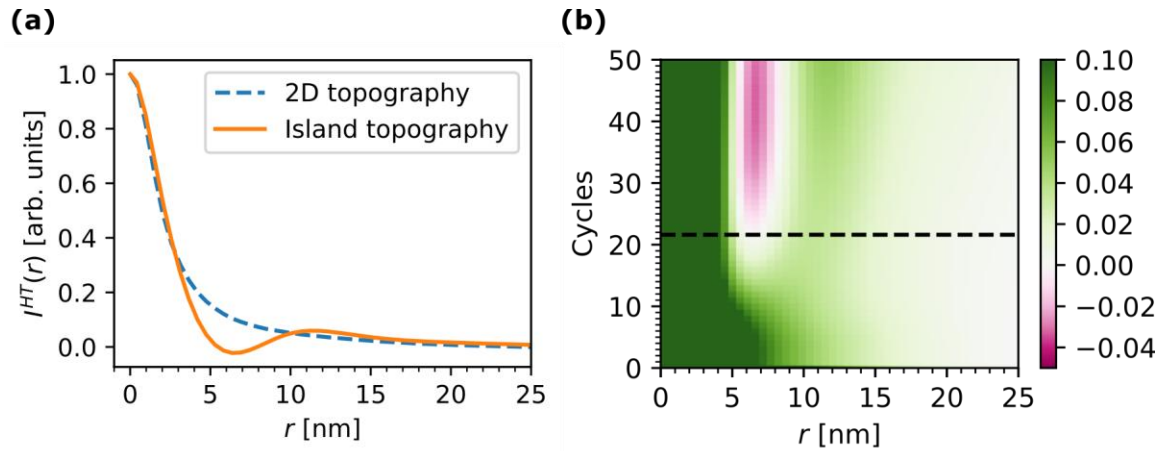 (a)
1.0
0.8
0.6
0.4
0.2
0.0
I^{HT}(r) [arb. units]
2D topography
Island topography
0 5 10 15 20 25
r [nm]
(b)
50
40
30
20
10
0
Cycles
0 5 10 15 20 25
r [nm]
0.10
0.08
0.06
0.04
0.02
0.00
−0.02
−0.04